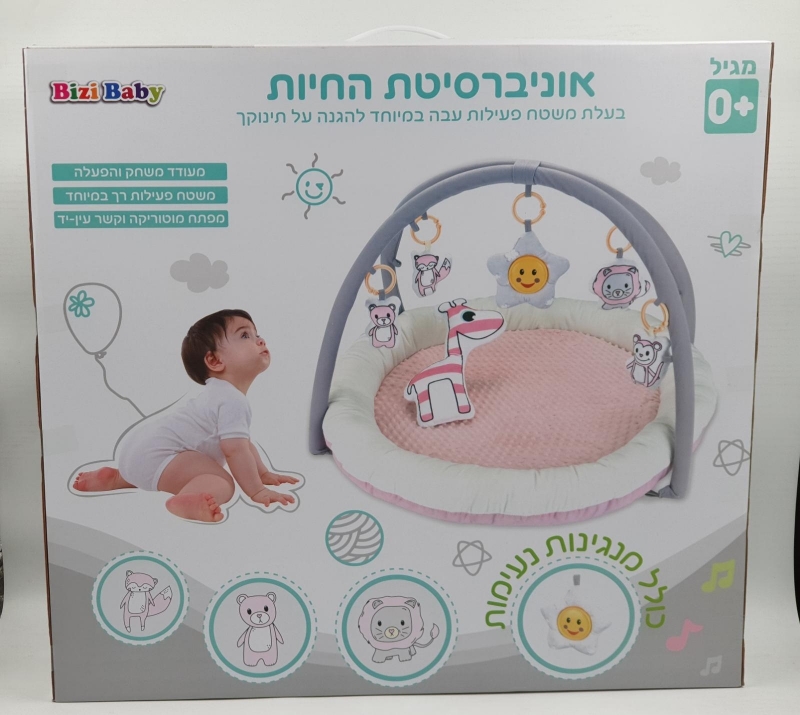 Bizi Baby
אוניברסיטת החיות
בעלת משטח פעילות עבה במיוחד להגנה על תינוקך
מגיל
0+
מעודד משחק והפעלה
משטח פעילות רך במיוחד
מפתח מוטוריקה וקשר עין-יד
כולל מנגינות נעימות